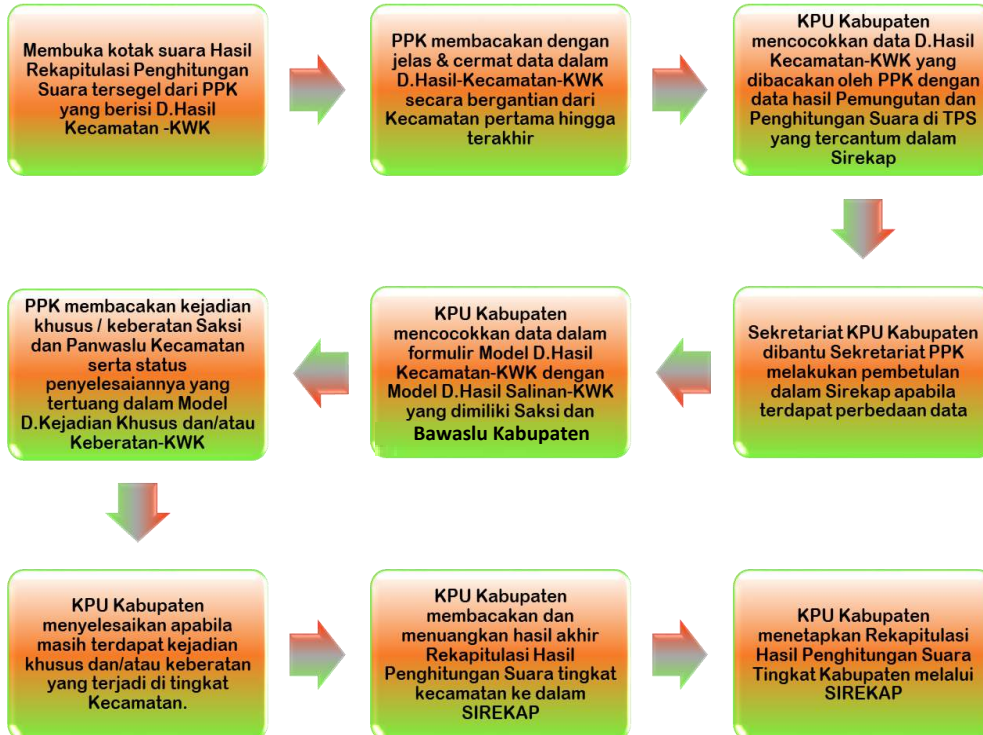 Membuka kotak suara Hasil
Rekapitulasi Penghitungan
Suara tersegel dari PPK
yang berisi D.Hasil
Kecamatan -KWK
PPK membacakan dengan
jelas & cermat data dalam
D.Hasil-Kecamatan-KWK
secara bergantian dari
Kecamatan pertama hingga
terakhir
KPU Kabupaten
mencocokkan data D.Hasil
Kecamatan-KWK yang
dibacakan oleh PPK dengan
data hasil Pemungutan dan
Penghitungan Suara di TPS
yang tercantum dalam
Sirekap
Sekretariat KPU Kabupaten
dibantu Sekretariat PPK
melakukan pembetulan
dalam Sirekap apabila
terdapat perbedaan data
KPU Kabupaten
mencocokkan data dalam
formulir Model D.Hasil
Kecamatan-KWK dengan
Model D.Hasil Salinan-KWK
yang dimiliki Saksi dan
Bawaslu Kabupaten
PPK membacakan kejadian
khusus / keberatan Saksi
dan Panwaslu Kecamatan
serta status
penyelesaiannya yang
tertuang dalam Model
D.Kejadian Khusus dan/atau
Keberatan-KWK
KPU Kabupaten
menyelesaikan apabila
masih terdapat kejadian
khusus dan/atau keberatan
yang terjadi di tingkat
Kecamatan.
KPU Kabupaten
membacakan dan
menuangkan hasil akhir
Rekapitulasi Hasil
Penghitungan Suara tingkat
kecamatan ke dalam
SIREKAP
KPU Kabupaten
menetapkan Rekapitulasi
Hasil Penghitungan Suara
Tingkat Kabupaten melalui
SIREKAP